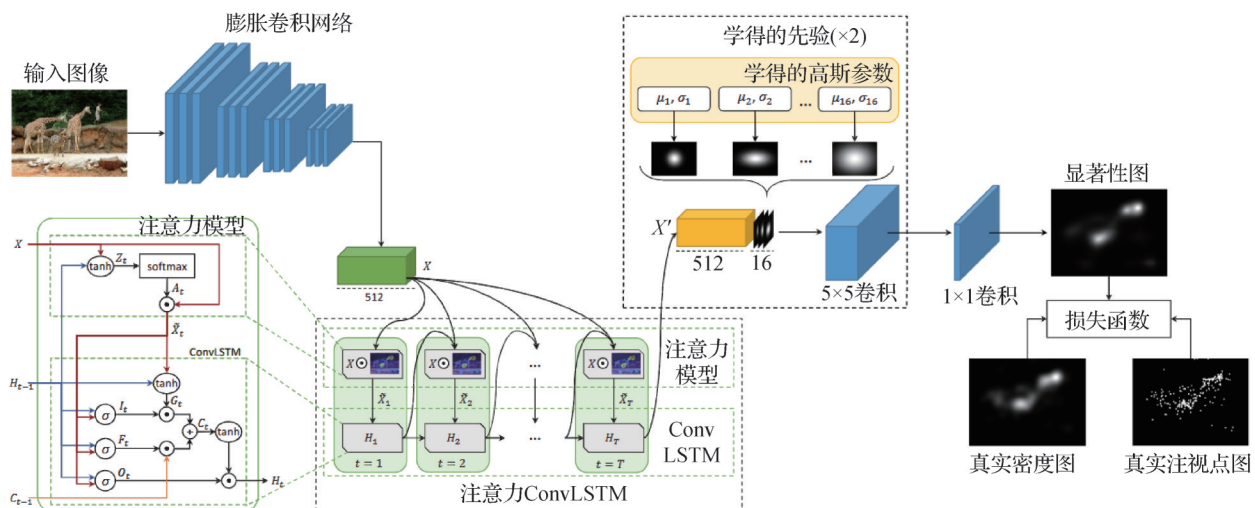 膨胀卷积网络
输入图像
学得的先验(×2)
学得的高斯参数
μ₁, σ₁
μ₂, σ₂
...
μ₁₆, σ₁₆
...
显著性图
X′
512
16
5×5卷积
1×1卷积
损失函数
真实密度图
真实注视点图
注意力模型
X
tanh
Zₜ
softmax
Aₜ
X̃ₜ
ConvLSTM
Hₜ₋₁
tanh
Gₜ
σ
Iₜ
Cₜ
tanh
σ
Fₜ
σ
Oₜ
Hₜ
Cₜ₋₁
X
512
X
X
...
X
注意力
模型
X̃₁
X̃₂
X̃_T
H₁
H₂
...
H_T
Conv
LSTM
t = 1
t = 2
t = T
注意力ConvLSTM